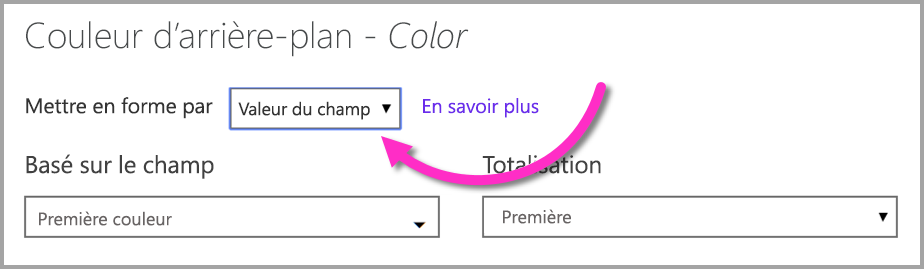 Couleur d’arrière-plan - Color
Mettre en forme par Valeur du champ En savoir plus
Basé sur le champ Totalisation
Première couleur Première